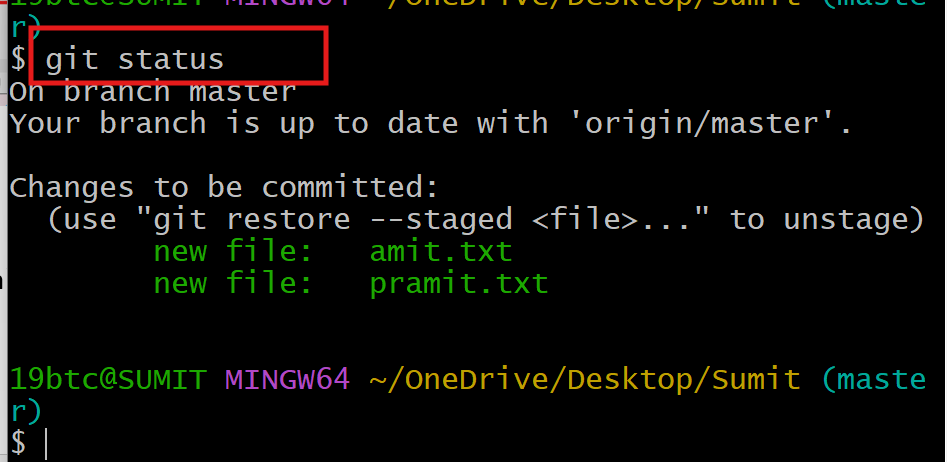 19btc@SUMIT MINGW64 ~/OneDrive/Desktop/Sumit (maste
r)
$ git status
On branch master
Your branch is up to date with 'origin/master'.
Changes to be committed:
(use "git restore --staged <file>..." to unstage)
new file: amit.txt
new file: pramit.txt
19btc@SUMIT MINGW64 ~/OneDrive/Desktop/Sumit (maste
r)
$